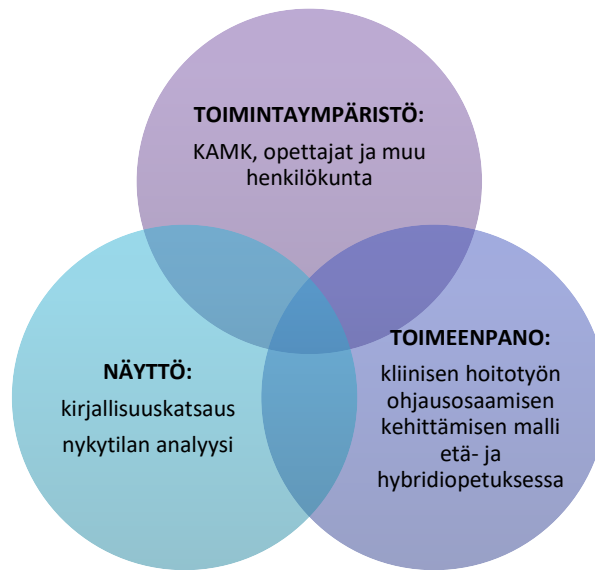 TOIMINTAYMPÄRISTÖ:
KAMK, opettajat ja muu
henkilökunta
NÄYTTÖ:
kirjallisuuskatsaus
nykytilan analyysi
TOIMEENPANO:
kliinisen hoitotyön
ohjausosaamisen
kehittämisen malli
etä- ja
hybridiopetuksessa